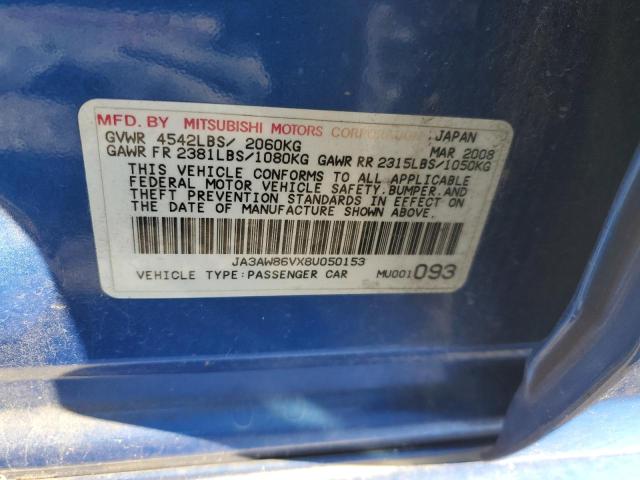 MFD. BY MITSUBISHI MOTORS CORPORATION. JAPAN
GVWR 4542LBS/ 2060KG MAR 2008
GAWR FR 2381LBS/1080KG GAWR RR 2315LBS/1050KG
THIS VEHICLE CONFORMS TO ALL APPLICABLE
FEDERAL MOTOR VEHICLE SAFETY,BUMPER,AND
THEFT PREVENTION STANDARDS IN EFFECT ON
THE DATE OF MANUFACTURE SHOWN ABOVE.
JA3AW86VX8U050153
VEHICLE TYPE:PASSENGER CAR MU001 093